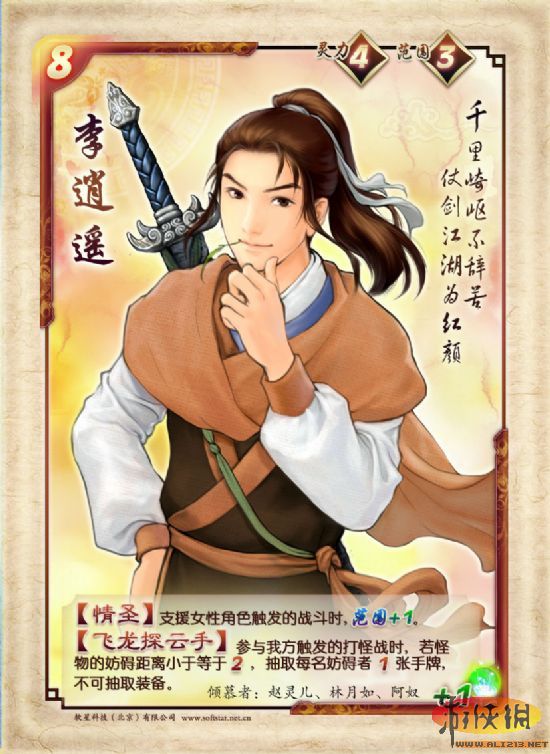 8
灵力 4 范围 3
李逍遥
千里崎岖不辞苦
仗剑江湖为红颜
【情圣】支援女性角色触发的战斗时,范围+1。
【飞龙探云手】参与我方触发的打怪战时,若怪
物的妨碍距离小于等于 2 ,抽取每名妨碍者 1 张手牌,
不可抽取装备。
倾慕者:赵灵儿、林月如、阿奴
+1
软星科技(北京)有限公司 www.softstar.net.cn
游侠网
WWW.ALI213.NET